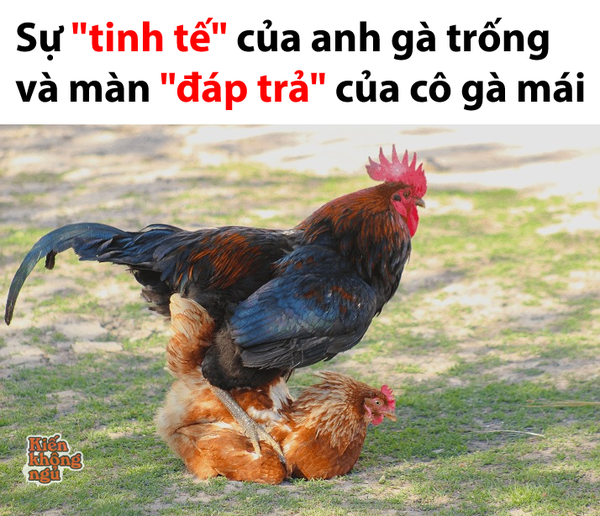 Sự "tinh tế" của anh gà trống
và màn "đáp trả" của cô gà mái
Kiến
không
ngủ